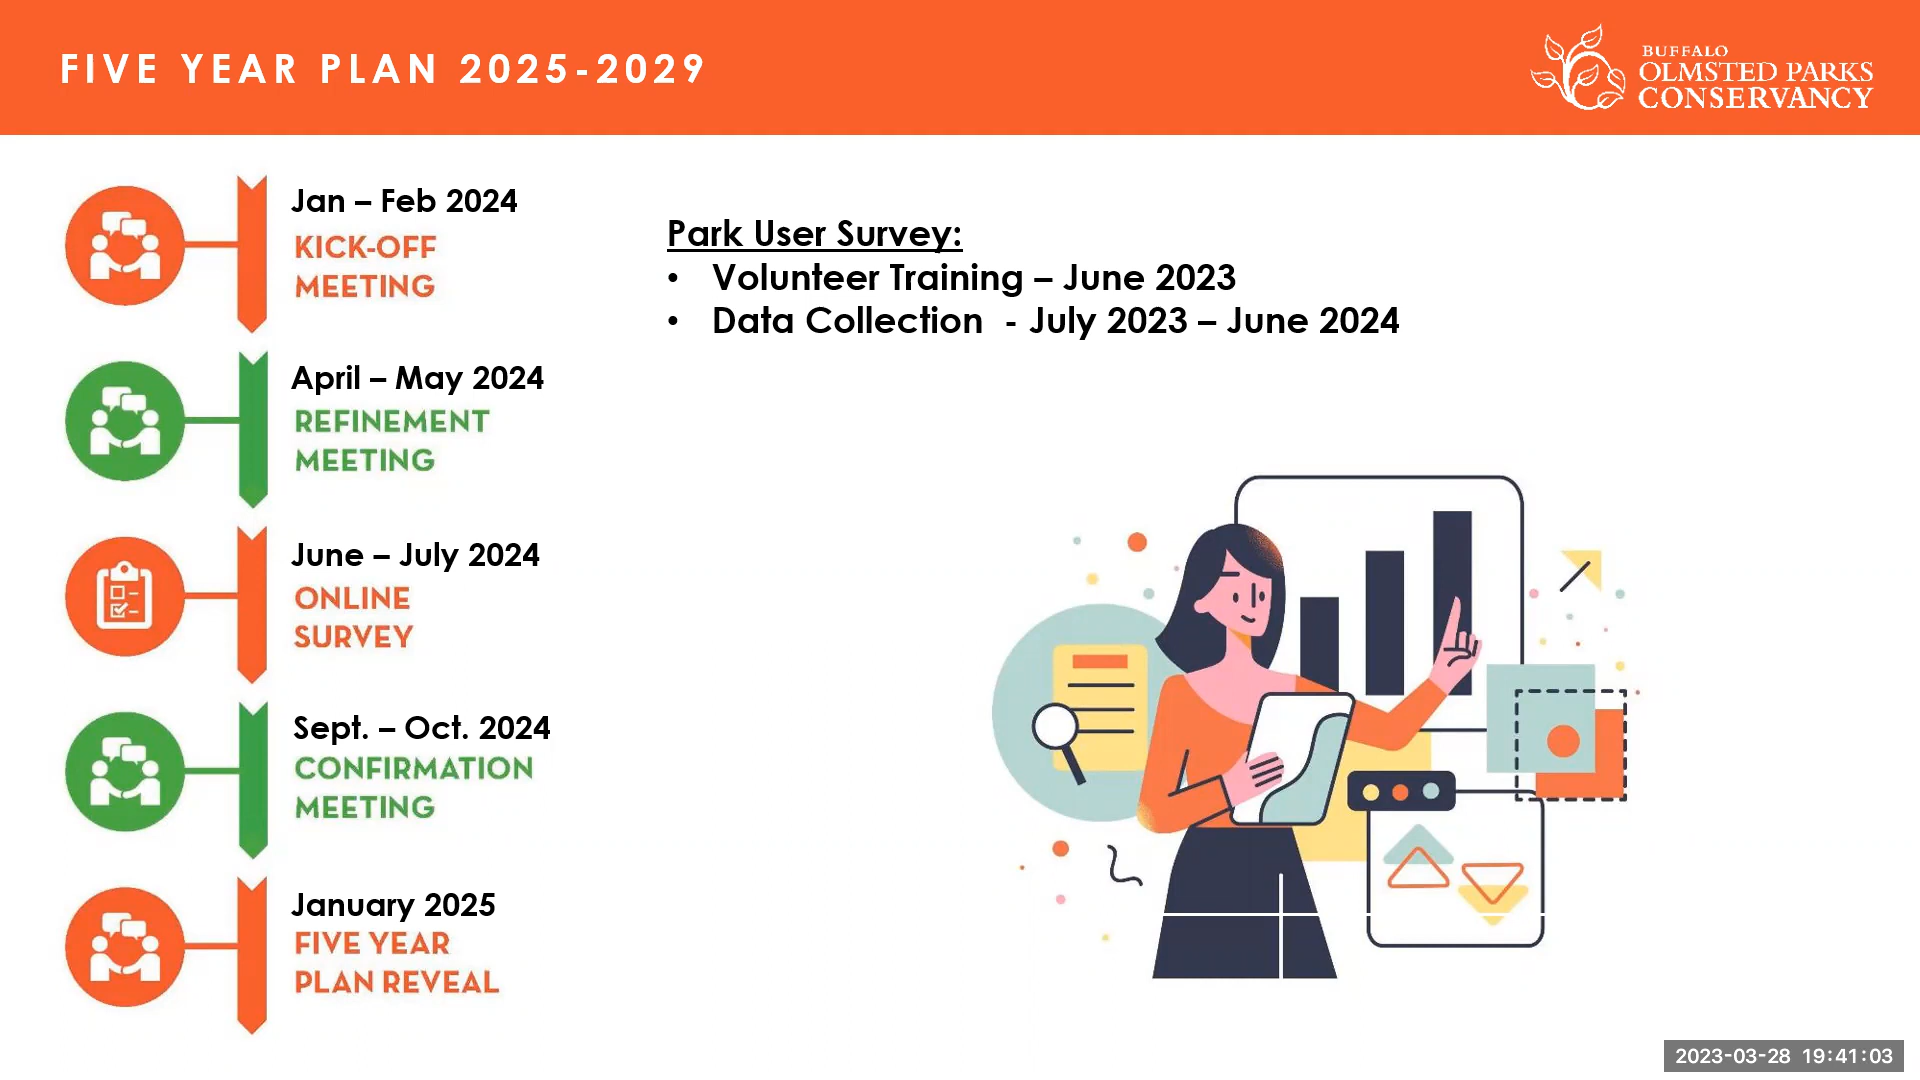 FIVE YEAR PLAN 2025-2029
BUFFALO
OLMSTED PARKS
CONSERVANCY
Jan – Feb 2024
KICK-OFF
MEETING
April – May 2024
REFINEMENT
MEETING
June – July 2024
ONLINE
SURVEY
Sept. – Oct. 2024
CONFIRMATION
MEETING
January 2025
FIVE YEAR
PLAN REVEAL
Park User Survey:
• Volunteer Training – June 2023
• Data Collection  - July 2023 – June 2024
2023-03-28 19:41:03